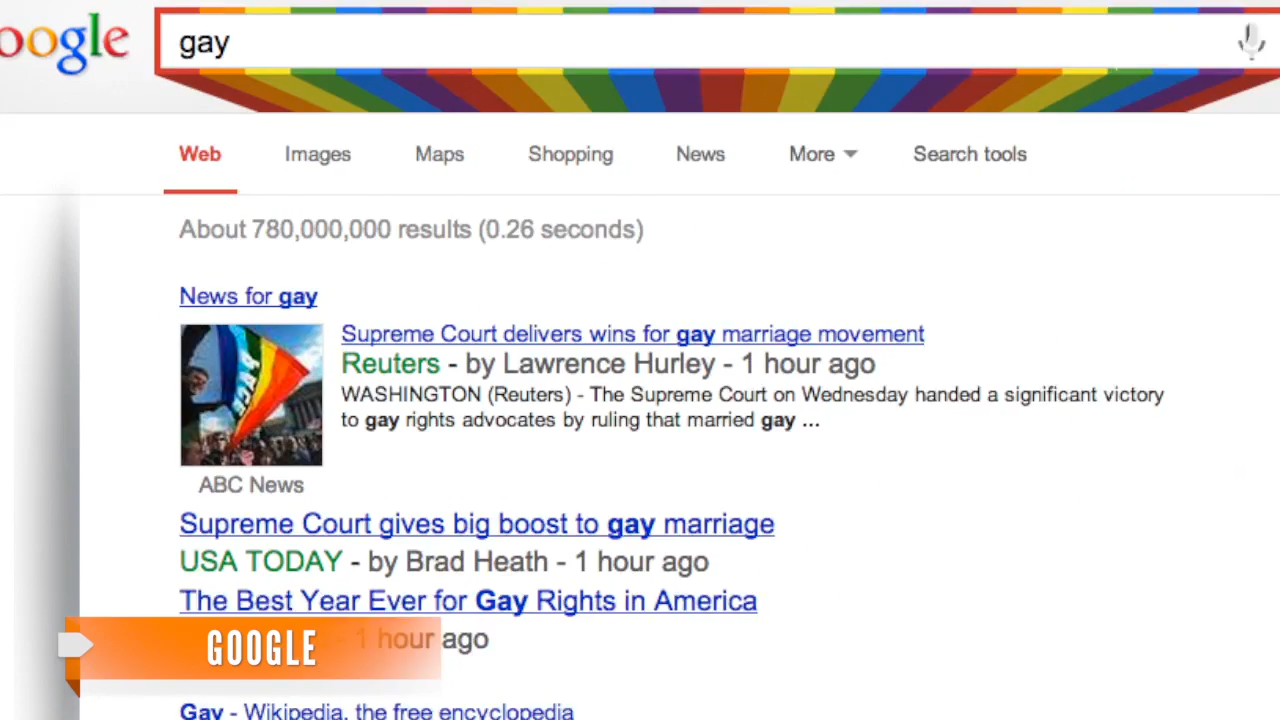 oogle
gay
Web Images Maps Shopping News More Search tools
About 780,000,000 results (0.26 seconds)
News for gay
Supreme Court delivers wins for gay marriage movement
Reuters - by Lawrence Hurley - 1 hour ago
WASHINGTON (Reuters) - The Supreme Court on Wednesday handed a significant victory
to gay rights advocates by ruling that married gay ...
ABC News
Supreme Court gives big boost to gay marriage
USA TODAY - by Brad Heath - 1 hour ago
The Best Year Ever for Gay Rights in America
- 1 hour ago
GOOGLE
Gay - Wikipedia, the free encyclopedia